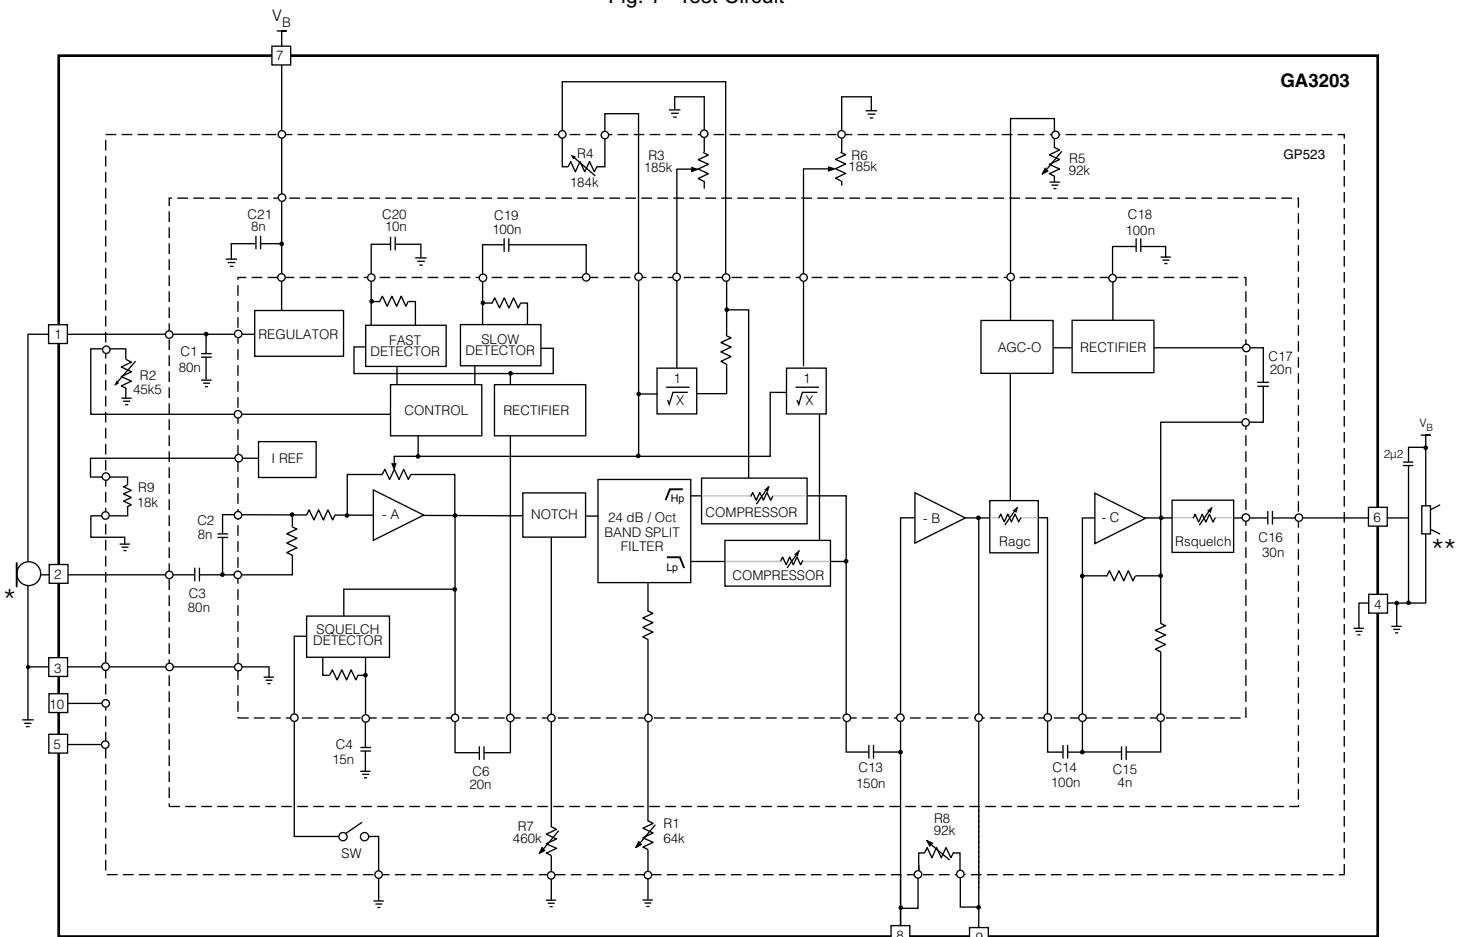 Fig. 1 Test Circuit
V_B
7
GA3203
GP523
R4
184k
R3
185k
R6
185k
R5
92k
C21
8n
C20
10n
C19
100n
C18
100n
1
REGULATOR
FAST
DETECTOR
SLOW
DETECTOR
AGC-O
RECTIFIER
C1
80n
R2
45k5
C17
20n
1
√X
1
√X
CONTROL
RECTIFIER
V_B
2µ2
I REF
R9
18k
C2
8n
- A
NOTCH
24 dB / Oct
BAND SPLIT
FILTER
Hp
Lp
COMPRESSOR
COMPRESSOR
- B
Ragc
- C
Rsquelch
C16
30n
6
**
2
*
C3
80n
4
SQUELCH
DETECTOR
3
10
5
C4
15n
C6
20n
C13
150n
C14
100n
C15
4n
SW
R7
460k
R1
64k
R8
92k
8
9